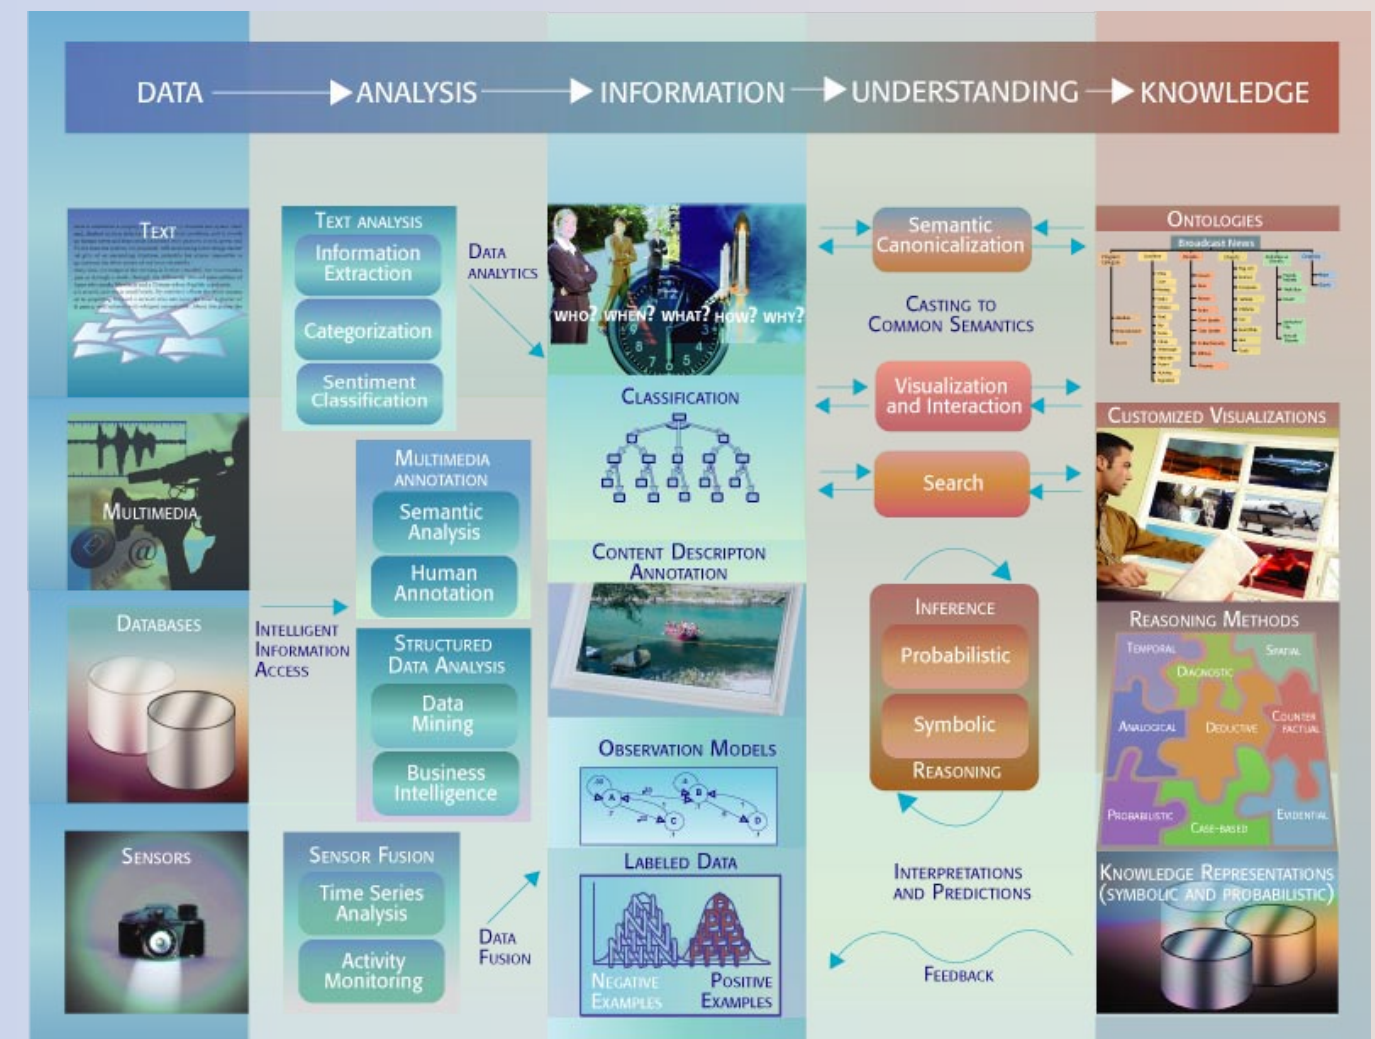 DATA
ANALYSIS
INFORMATION
UNDERSTANDING
KNOWLEDGE
TEXT
MULTIMEDIA
@
DATABASES
SENSORS
INTELLIGENT
INFORMATION
ACCESS
TEXT ANALYSIS
Information
Extraction
Categorization
Sentiment
Classification
MULTIMEDIA
ANNOTATION
Semantic
Analysis
Human
Annotation
STRUCTURED
DATA ANALYSIS
Data
Mining
Business
Intelligence
SENSOR FUSION
Time Series
Analysis
Activity
Monitoring
DATA
ANALYTICS
DATA
FUSION
WHO? WHEN? WHAT? HOW? WHY?
CLASSIFICATION
CONTENT DESCRIPTON
ANNOTATION
OBSERVATION MODELS
A
B
C
D
LABELED DATA
NEGATIVE
EXAMPLES
POSITIVE
EXAMPLES
Semantic
Canonicalization
CASTING TO
COMMON SEMANTICS
Visualization
and Interaction
Search
INFERENCE
Probabilistic
Symbolic
REASONING
INTERPRETATIONS
AND PREDICTIONS
FEEDBACK
ONTOLOGIES
Broadcast News
CUSTOMIZED VISUALIZATIONS
REASONING METHODS
TEMPORAL
SPATIAL
DIAGNOSTIC
ANALOGICAL
DEDUCTIVE
COUNTER
FACTUAL
PROBABILISTIC
CASE-BASED
EVIDENTIAL
KNOWLEDGE REPRESENTATIONS
(SYMBOLIC AND PROBABILISTIC)